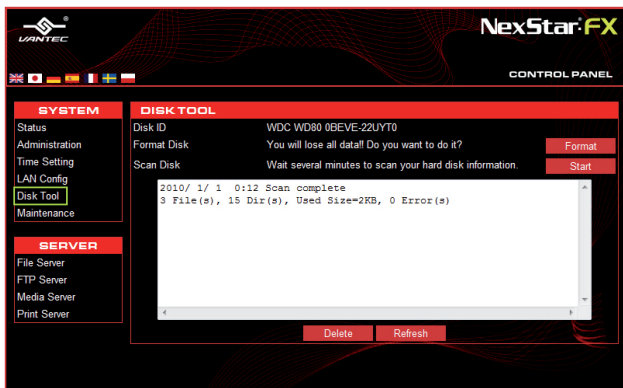 VANTEC
NexStar FX
CONTROL PANEL
SYSTEM
Status
Administration
Time Setting
LAN Config
Disk Tool
Maintenance
SERVER
File Server
FTP Server
Media Server
Print Server
DISK TOOL
Disk ID WDC WD80 0BEVE-22UYT0
Format Disk You will lose all data!! Do you want to do it? Format
Scan Disk Wait several minutes to scan your hard disk information. Start
2010/ 1/ 1 0:12 Scan complete
3 File(s), 15 Dir(s), Used Size=2KB, 0 Error(s)
Delete Refresh